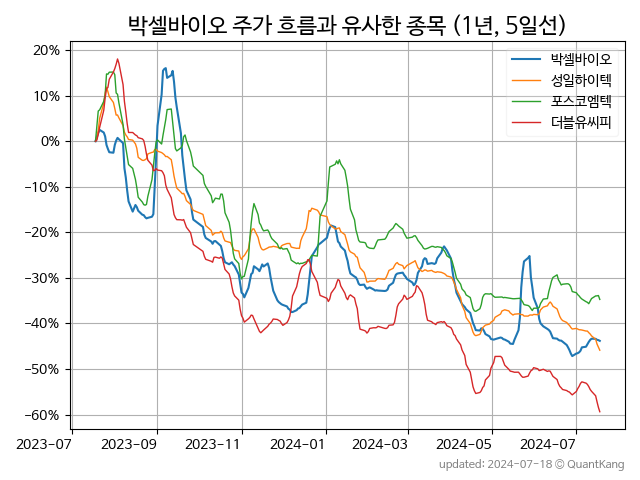 박셀바이오 주가 흐름과 유사한 종목 (1년, 5일선)
박셀바이오
성일하이텍
포스코엠텍
더블유씨피
20%
10%
0%
−10%
−20%
−30%
−40%
−50%
−60%
2023-07 2023-09 2023-11 2024-01 2024-03 2024-05 2024-07
updated: 2024-07-18 © QuantKang